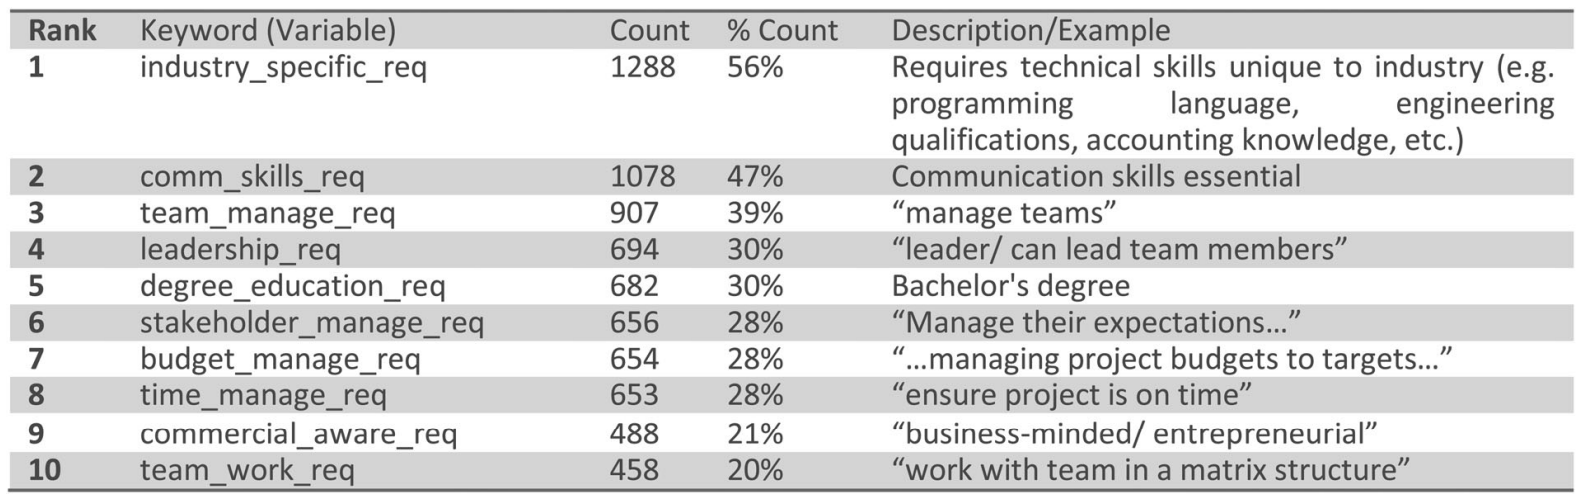 Rank Keyword (Variable) Count % Count Description/Example
1 industry_specific_req 1288 56% Requires technical skills unique to industry (e.g.
programming language, engineering
qualifications, accounting knowledge, etc.)
2 comm_skills_req 1078 47% Communication skills essential
3 team_manage_req 907 39% “manage teams”
4 leadership_req 694 30% “leader/ can lead team members”
5 degree_education_req 682 30% Bachelor's degree
6 stakeholder_manage_req 656 28% “Manage their expectations…”
7 budget_manage_req 654 28% “…managing project budgets to targets…”
8 time_manage_req 653 28% “ensure project is on time”
9 commercial_aware_req 488 21% “business-minded/ entrepreneurial”
10 team_work_req 458 20% “work with team in a matrix structure”